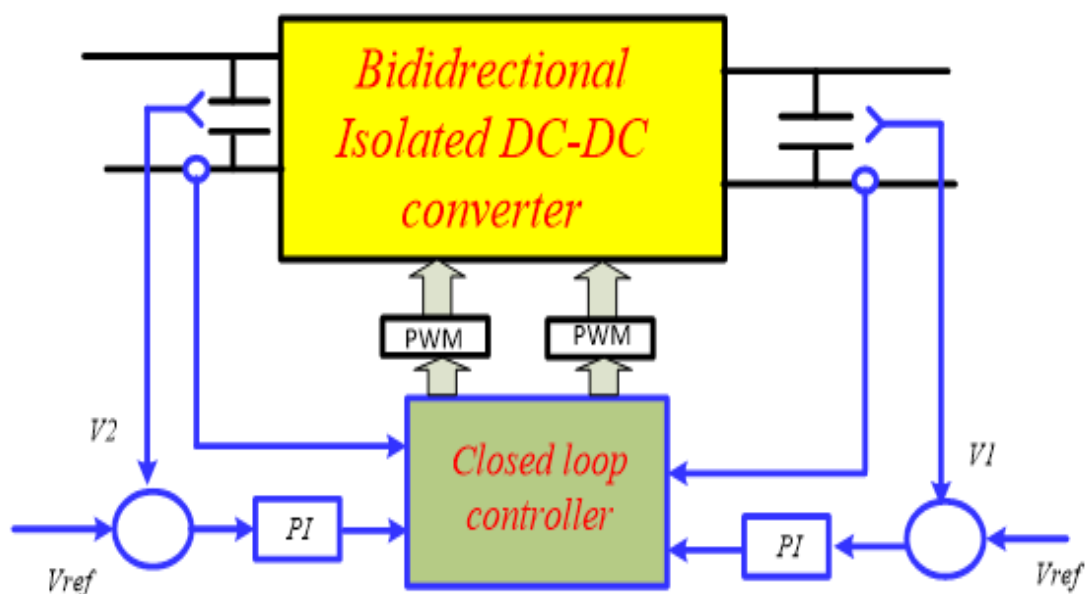 Bididrectional
Isolated DC-DC
converter
PWM
PWM
V2
V1
Closed loop
controller
PI
PI
Vref
Vref